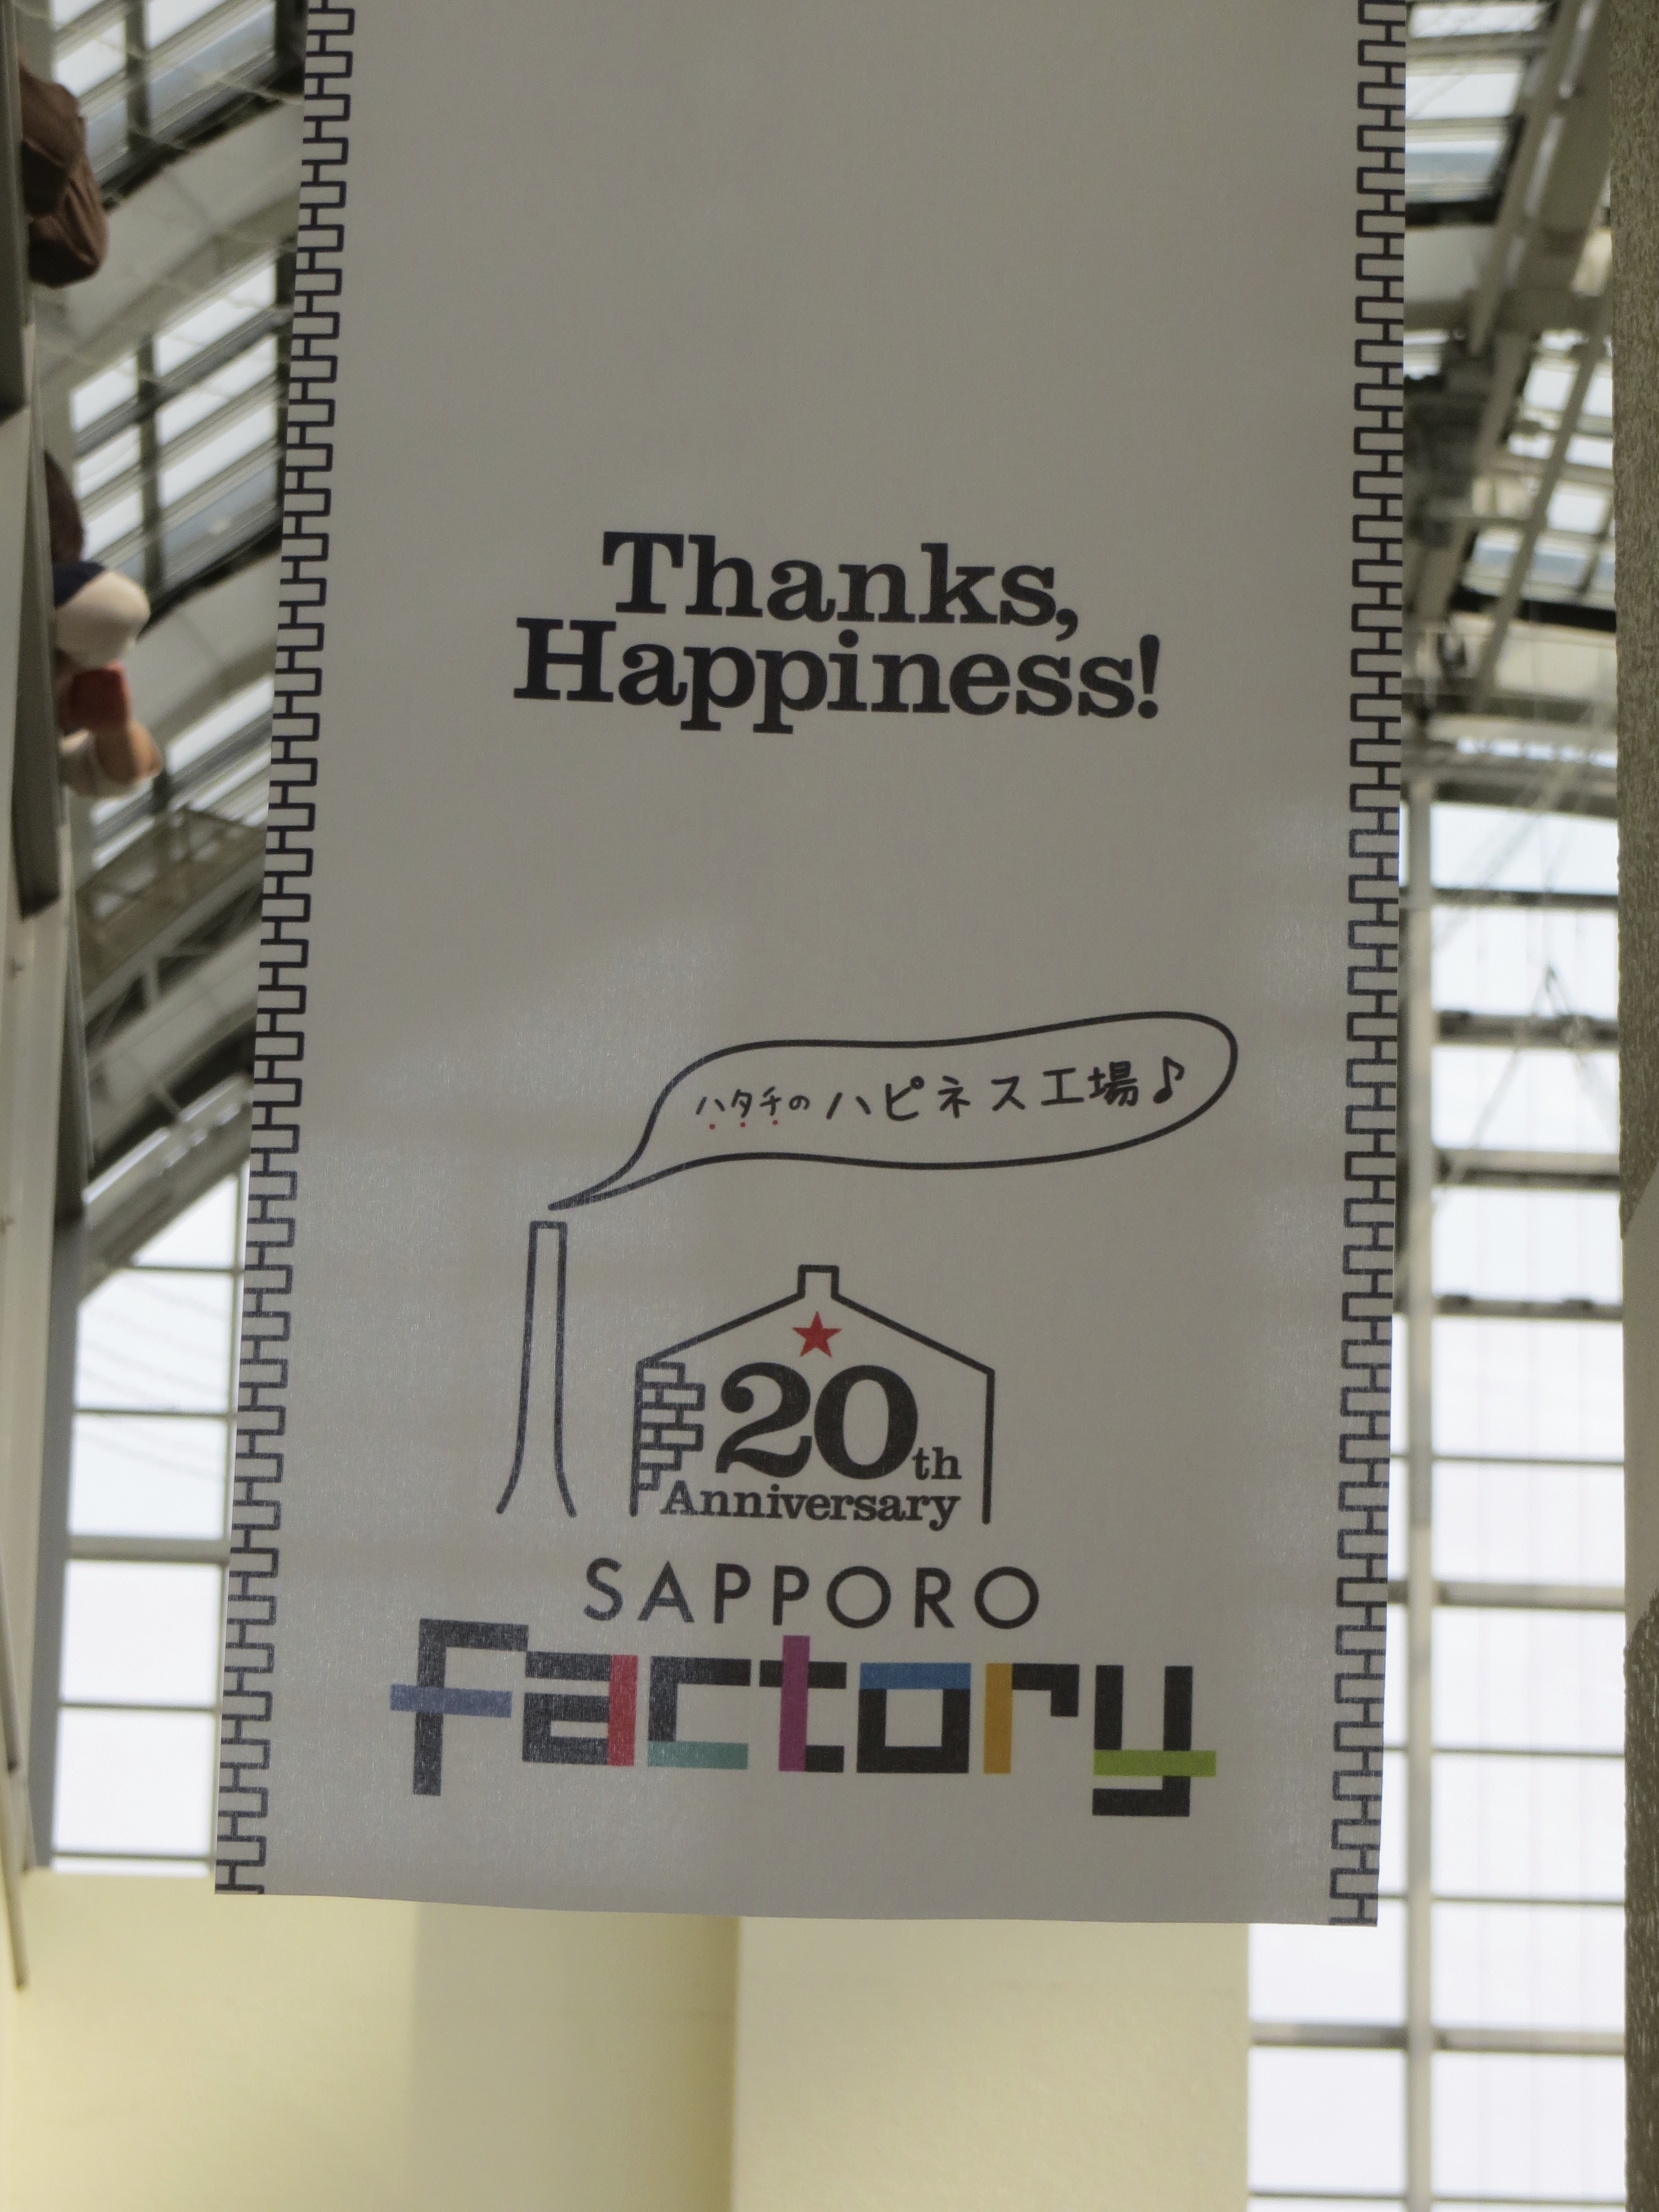 Thanks,
Happiness!
ハタチのハピネス工場♪
20th
Anniversary
SAPPORO
Factory